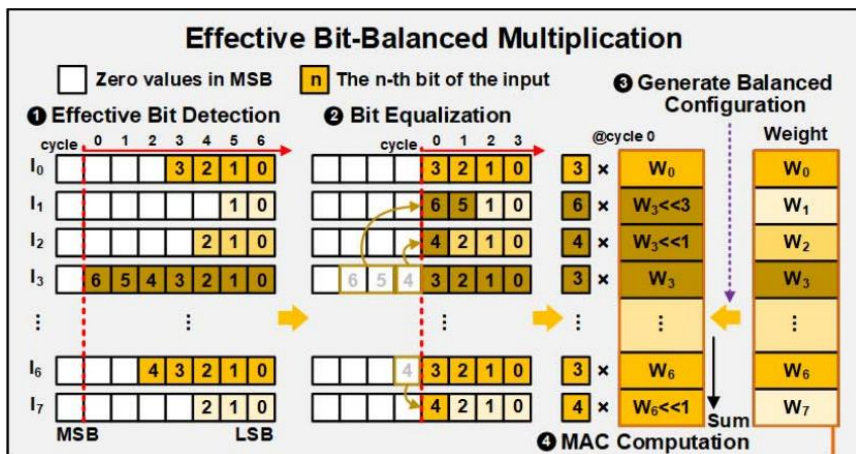 Effective Bit-Balanced Multiplication
Zero values in MSB
n The n-th bit of the input
❸ Generate Balanced
Configuration
❶ Effective Bit Detection
❷ Bit Equalization
cycle 0 1 2 3 4 5 6
cycle 0 1 2 3
@cycle 0
Weight
I0 3 2 1 0
3 2 1 0
3 × W0
W0
I1 1 0
6 5 1 0
6 × W3<<3
W1
I2 2 1 0
4 2 1 0
4 × W3<<1
W2
I3 6 5 4 3 2 1 0
6 5 4 3 2 1 0
3 × W3
W3
⋮ ⋮ ⋮ ⋮ ⋮ ⋮
I6 4 3 2 1 0
4 3 2 1 0
3 × W6
W6
I7 2 1 0
4 2 1 0
4 × W6<<1
W7
Sum
MSB LSB
❹ MAC Computation